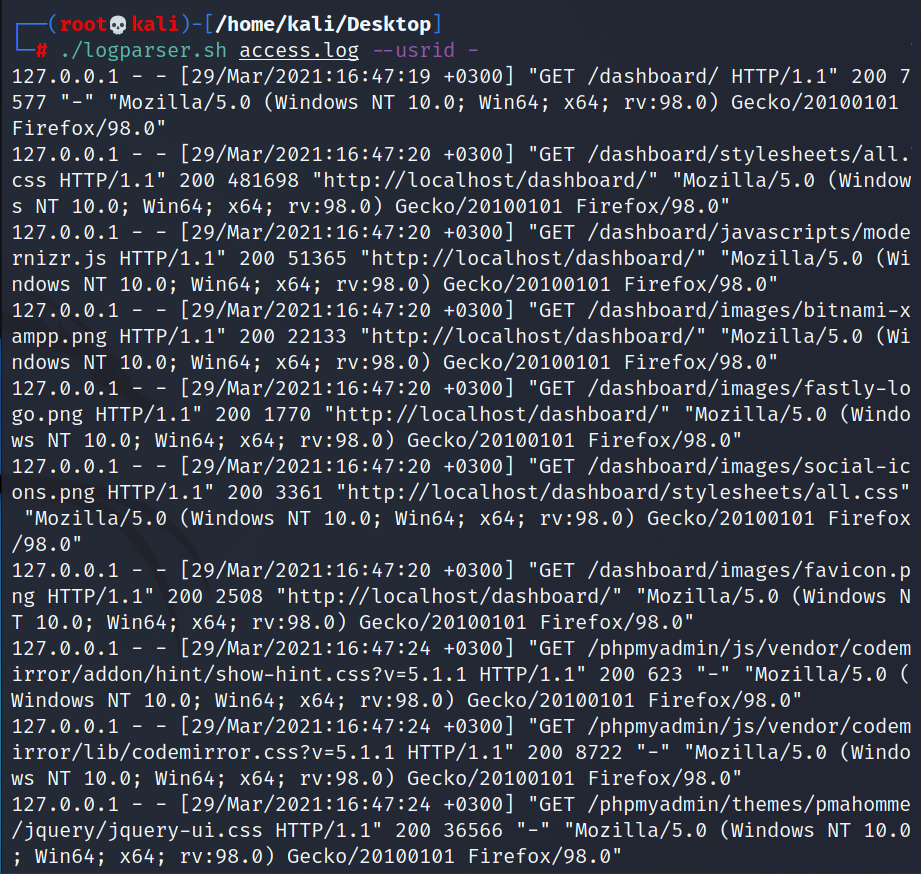 ┌──(root💀kali)-[/home/kali/Desktop]
└─# ./logparser.sh access.log --usrid -
127.0.0.1 - - [29/Mar/2021:16:47:19 +0300] "GET /dashboard/ HTTP/1.1" 200 7
577 "-" "Mozilla/5.0 (Windows NT 10.0; Win64; x64; rv:98.0) Gecko/20100101
Firefox/98.0"
127.0.0.1 - - [29/Mar/2021:16:47:20 +0300] "GET /dashboard/stylesheets/all.
css HTTP/1.1" 200 481698 "http://localhost/dashboard/" "Mozilla/5.0 (Window
s NT 10.0; Win64; x64; rv:98.0) Gecko/20100101 Firefox/98.0"
127.0.0.1 - - [29/Mar/2021:16:47:20 +0300] "GET /dashboard/javascripts/mode
rnizr.js HTTP/1.1" 200 51365 "http://localhost/dashboard/" "Mozilla/5.0 (Wi
ndows NT 10.0; Win64; x64; rv:98.0) Gecko/20100101 Firefox/98.0"
127.0.0.1 - - [29/Mar/2021:16:47:20 +0300] "GET /dashboard/images/bitnami-x
ampp.png HTTP/1.1" 200 22133 "http://localhost/dashboard/" "Mozilla/5.0 (Wi
ndows NT 10.0; Win64; x64; rv:98.0) Gecko/20100101 Firefox/98.0"
127.0.0.1 - - [29/Mar/2021:16:47:20 +0300] "GET /dashboard/images/fastly-lo
go.png HTTP/1.1" 200 1770 "http://localhost/dashboard/" "Mozilla/5.0 (Windo
ws NT 10.0; Win64; x64; rv:98.0) Gecko/20100101 Firefox/98.0"
127.0.0.1 - - [29/Mar/2021:16:47:20 +0300] "GET /dashboard/images/social-ic
ons.png HTTP/1.1" 200 3361 "http://localhost/dashboard/stylesheets/all.css"
 "Mozilla/5.0 (Windows NT 10.0; Win64; x64; rv:98.0) Gecko/20100101 Firefox
/98.0"
127.0.0.1 - - [29/Mar/2021:16:47:20 +0300] "GET /dashboard/images/favicon.p
ng HTTP/1.1" 200 2508 "http://localhost/dashboard/" "Mozilla/5.0 (Windows N
T 10.0; Win64; x64; rv:98.0) Gecko/20100101 Firefox/98.0"
127.0.0.1 - - [29/Mar/2021:16:47:24 +0300] "GET /phpmyadmin/js/vendor/codem
irror/addon/hint/show-hint.css?v=5.1.1 HTTP/1.1" 200 623 "-" "Mozilla/5.0 (
Windows NT 10.0; Win64; x64; rv:98.0) Gecko/20100101 Firefox/98.0"
127.0.0.1 - - [29/Mar/2021:16:47:24 +0300] "GET /phpmyadmin/js/vendor/codem
irror/lib/codemirror.css?v=5.1.1 HTTP/1.1" 200 8722 "-" "Mozilla/5.0 (Windo
ws NT 10.0; Win64; x64; rv:98.0) Gecko/20100101 Firefox/98.0"
127.0.0.1 - - [29/Mar/2021:16:47:24 +0300] "GET /phpmyadmin/themes/pmahomme
/jquery/jquery-ui.css HTTP/1.1" 200 36566 "-" "Mozilla/5.0 (Windows NT 10.0
; Win64; x64; rv:98.0) Gecko/20100101 Firefox/98.0"